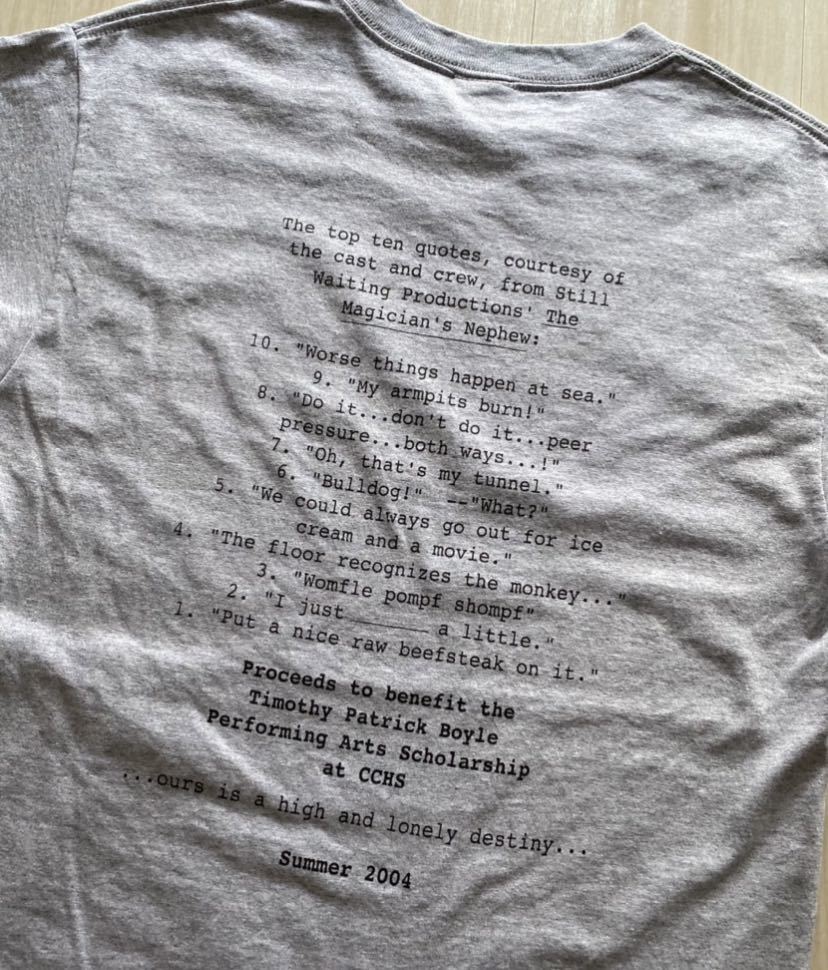 The top ten quotes, courtesy of
the cast and crew, from Still
Waiting Productions' The
Magician's Nephew:
10. "Worse things happen at sea."
9. "My armpits burn!"
8. "Do it...don't do it...peer
pressure...both ways...!"
7. "Oh, that's my tunnel."
6. "Bulldog!" --"What?"
5. "We could always go out for ice
cream and a movie."
4. "The floor recognizes the monkey..."
3. "Womfle pompf shompf"
2. "I just_______ a little."
1. "Put a nice raw beefsteak on it."
Proceeds to benefit the
Timothy Patrick Boyle
Performing Arts Scholarship
at CCHS
...ours is a high and lonely destiny...
Summer 2004